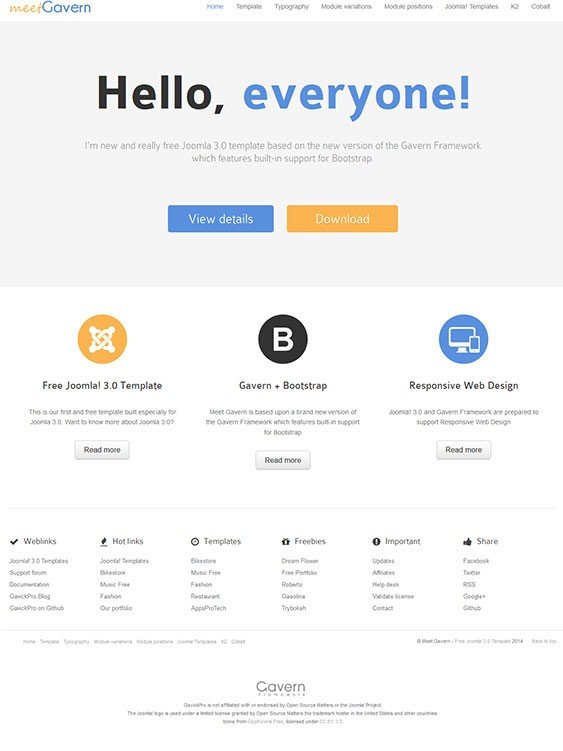 meetGavern
Home Template Typography Module variations Module positions Joomla! Templates K2 Cobalt
Hello, everyone!
I'm new and really free Joomla 3.0 template based on the new version of the Gavern Framework
which features built-in support for Bootstrap.
View details Download
B
Free Joomla! 3.0 Template Gavern + Bootstrap Responsive Web Design
This is our first and free template built especially for
Joomla 3.0. Want to know more about Joomla 3.0?
Read more
Meet Gavern is based upon a brand new version of
the Gavern Framework which features built-in support
for Bootstrap
Read more
Joomla! 3.0 and Gavern Framework are prepared to
support Responsive Web Design
Read more
Weblinks
Joomla! 3.0 Templates
Support forum
Documentation
GavickPro Blog
GavickPro on Github
Hot links
Joomla! Templates
Bikestore
Music Free
Fashion
Our portfolio
Templates
Bikestore
Music Free
Fashion
Restaurant
AppsProTech
Freebies
Dream Flower
Free Portfolio
Roberto
Gasolina
Trybokeh
Important
Updates
Affiliates
Help desk
Validate license
Contact
Share
Facebook
Twitter
RSS
Google+
Github
Home Template Typography Module variations Module positions Joomla! Templates K2 Cobalt
© Meet Gavern - Free Joomla! 3.0 Template 2014 Back to top
Gavern
framework
GavickPro is not affiliated with or endorsed by Open Source Matters or the Joomla! Project.
The Joomla! logo is used under a limited license granted by Open Source Matters the trademark holder in the United States and other countries.
Icons from Glyphicons Free, licensed under CC BY 3.0